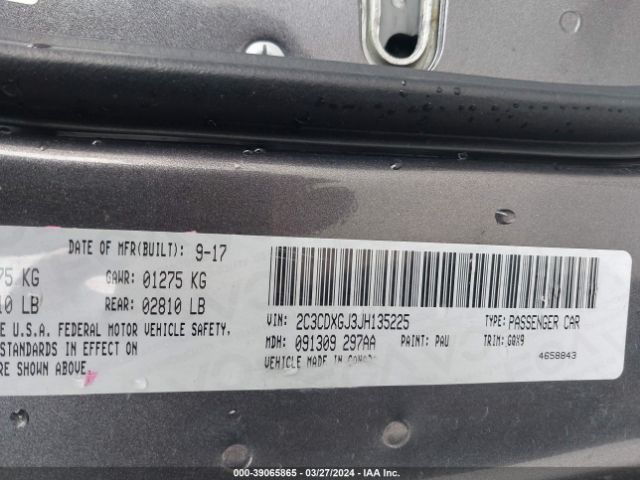 DATE OF MFR(BUILT): 9-17
75 KG GAWR: 01275 KG
10 LB REAR: 02810 LB
E U.S.A. FEDERAL MOTOR VEHICLE SAFETY,
STANDARDS IN EFFECT ON
RE SHOWN ABOVE.
VIN: 2C3CDXGJ3JH135225 TYPE: PASSENGER CAR
MDH: 091309 297AA PAINT: PAU TRIM: GQX9
VEHICLE MADE IN CANADA
4658843
000-39065865 - 03/27/2024 - IAA Inc.